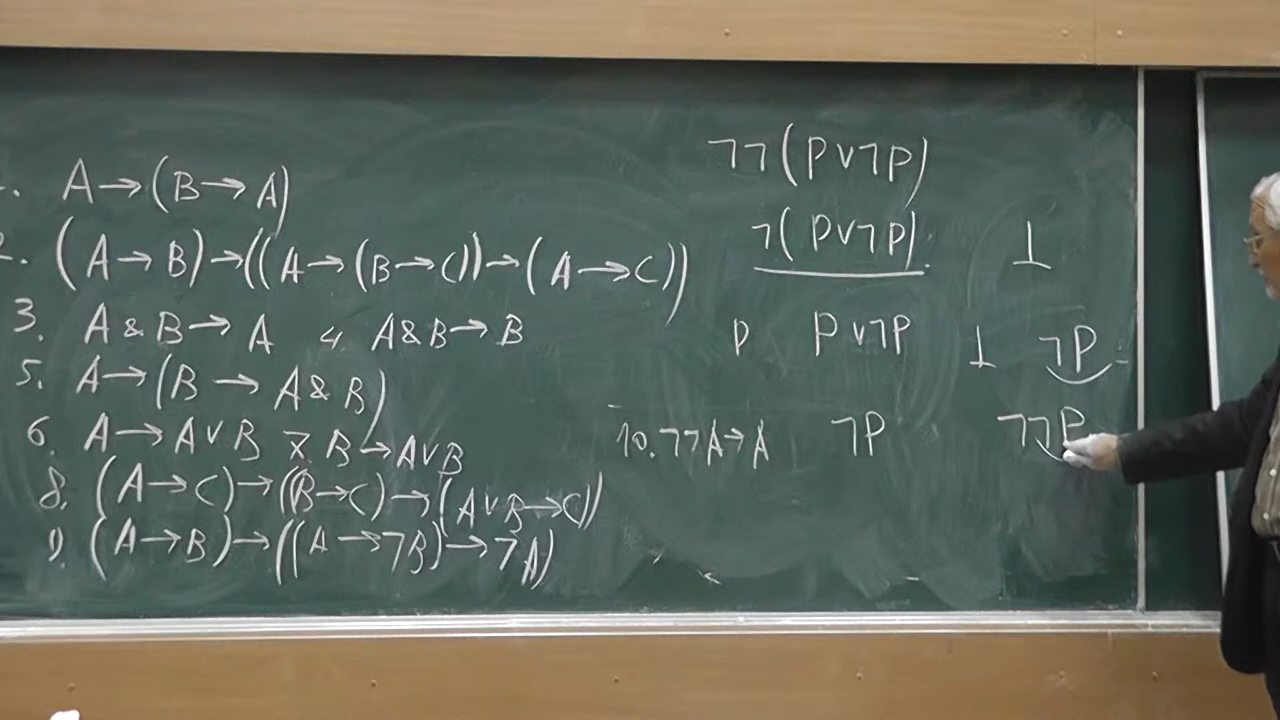 1. A→(B→A)
2. (A→B)→((A→(B→C))→(A→C))
3. A&B→A 4 A&B→B
5. A→(B→A&B)
6. A→A∨B 7. B→A∨B
8. (A→C)→((B→C)→(A∨B→C))
9. (A→B)→((A→¬B)→¬A)
10. ¬¬A→A
¬¬(P∨¬P)
¬(P∨¬P) ⊥
P P∨¬P ⊥ ¬P
¬P ¬¬P